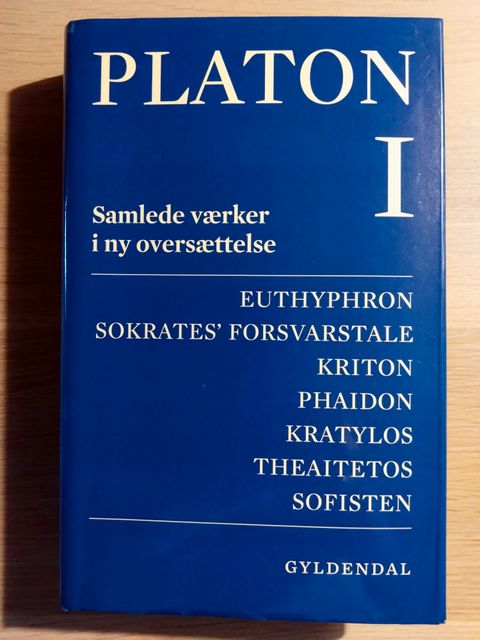 PLATON
I
Samlede værker
i ny oversættelse
EUTHYPHRON
SOKRATES’ FORSVARSTALE
KRITON
PHAIDON
KRATYLOS
THEAITETOS
SOFISTEN
GYLDENDAL